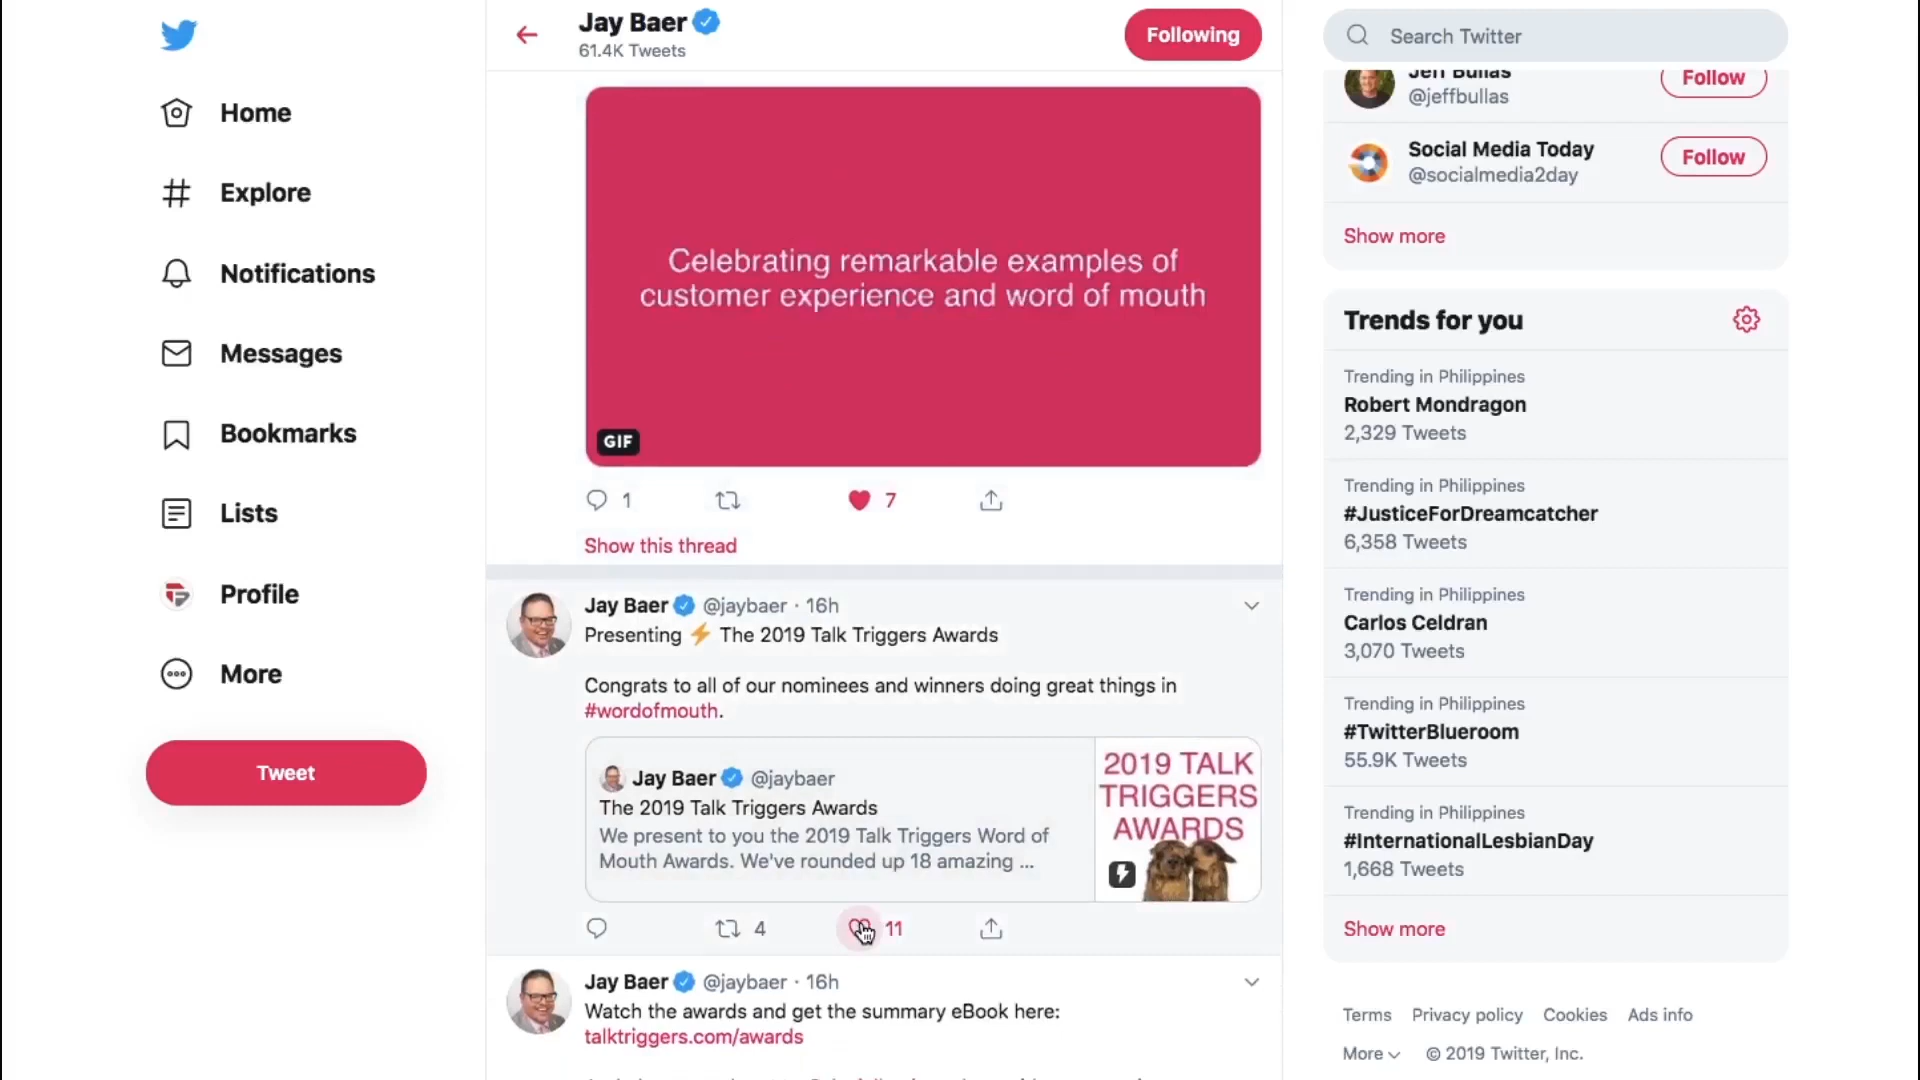 Home
Explore
Notifications
Messages
Bookmarks
Lists
Profile
More
Tweet
Jay Baer
61.4K Tweets
Following
Celebrating remarkable examples of
customer experience and word of mouth
GIF
1
7
Show this thread
Jay Baer @jaybaer · 16h
Presenting ⚡ The 2019 Talk Triggers Awards
Congrats to all of our nominees and winners doing great things in
#wordofmouth.
Jay Baer @jaybaer
The 2019 Talk Triggers Awards
We present to you the 2019 Talk Triggers Word of
Mouth Awards. We've rounded up 18 amazing ...
2019 TALK
TRIGGERS
AWARDS
4
11
Jay Baer @jaybaer · 16h
Watch the awards and get the summary eBook here:
talktriggers.com/awards
Search Twitter
Jeff Bullas
@jeffbullas
Follow
Social Media Today
@socialmedia2day
Follow
Show more
Trends for you
Trending in Philippines
Robert Mondragon
2,329 Tweets
Trending in Philippines
#JusticeForDreamcatcher
6,358 Tweets
Trending in Philippines
Carlos Celdran
3,070 Tweets
Trending in Philippines
#TwitterBlueroom
55.9K Tweets
Trending in Philippines
#InternationalLesbianDay
1,668 Tweets
Show more
Terms Privacy policy Cookies Ads info
More © 2019 Twitter, Inc.